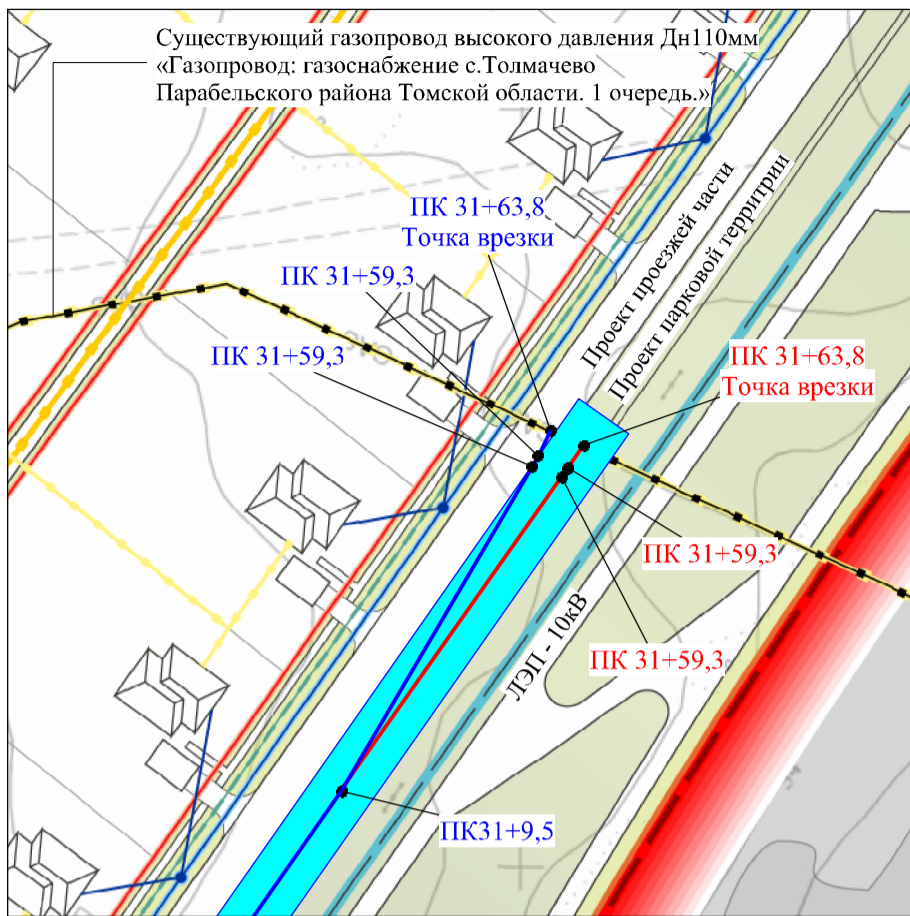 Существующий газопровод высокого давления Дн110мм
«Газопровод: газоснабжение с.Толмачево
Парабельского района Томской области. 1 очередь.»
ПК 31+63,8
Точка врезки
ПК 31+59,3
ПК 31+59,3
Проект проезжей части
Проект парковой территрии
ПК 31+63,8
Точка врезки
ПК 31+59,3
ПК 31+59,3
ЛЭП - 10кВ
ПК31+9,5